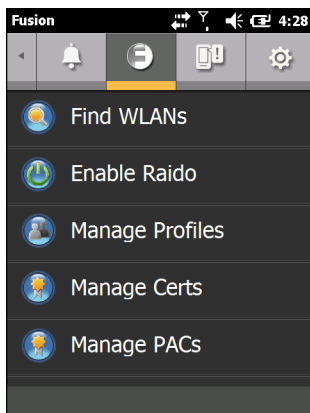 Fusion 4:28
Find WLANs
Enable Raido
Manage Profiles
Manage Certs
Manage PACs